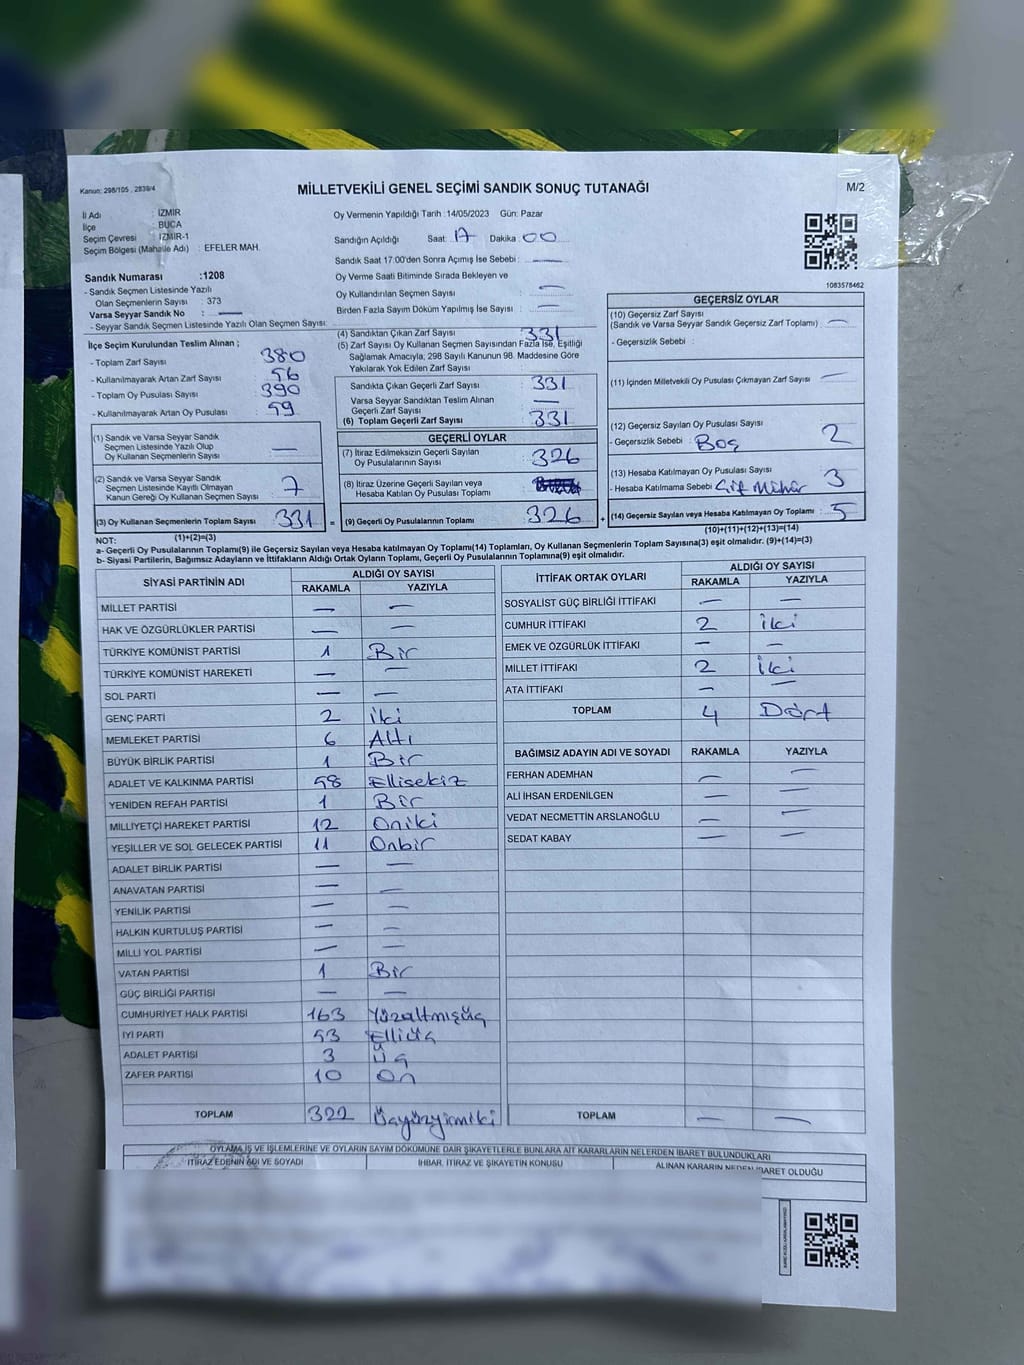 Kanun: 298/105 , 2839/4
MİLLETVEKİLİ GENEL SEÇİMİ SANDIK SONUÇ TUTANAĞI
M/2
İl Adı : İZMİR
İlçe : BUCA
Seçim Çevresi : İZMİR-1
Seçim Bölgesi (Mahalle Adı) : EFELER MAH.
Oy Vermenin Yapıldığı Tarih :14/05/2023 Gün: Pazar
Sandığın Açıldığı Saat: 17 Dakika : 00
Sandık Saat 17:00'den Sonra Açımış İse Sebebi : —
Oy Verme Saati Bitiminde Sırada Bekleyen ve
Oy Kullandırılan Seçmen Sayısı : —
Birden Fazla Sayım Döküm Yapılmış İse Sayısı : —
1083578462
Sandık Numarası :1208
- Sandık Seçmen Listesinde Yazılı
Olan Seçmenlerin Sayısı : 373
Varsa Seyyar Sandık No : —
- Seyyar Sandık Seçmen Listesinde Yazılı Olan Seçmen Sayısı:
İlçe Seçim Kurulundan Teslim Alınan ;
- Toplam Zarf Sayısı : 380
- Kullanılmayarak Artan Zarf Sayısı : 56
- Toplam Oy Pusulası Sayısı : 390
- Kullanılmayarak Artan Oy Pusulası : 59
(1) Sandık ve Varsa Seyyar Sandık
Seçmen Listesinde Yazılı Olup
Oy Kullanan Seçmenlerin Sayısı : —
(2) Sandık ve Varsa Seyyar Sandık
Seçmen Listesinde Kayıtlı Olmayan
Kanun Gereği Oy Kullanan Seçmen Sayısı : 7
(3) Oy Kullanan Seçmenlerin Toplam Sayısı : 331 =
(1)+(2)=(3)
(4) Sandıktan Çıkan Zarf Sayısı : 331
(5) Zarf Sayısı Oy Kullanan Seçmen Sayısından Fazla İse, Eşitliği
Sağlamak Amacıyla; 298 Sayılı Kanunun 98. Maddesine Göre
Yakılarak Yok Edilen Zarf Sayısı :
Sandıkta Çıkan Geçerli Zarf Sayısı : 331
Varsa Seyyar Sandıktan Teslim Alınan
Geçerli Zarf Sayısı : —
(6) Toplam Geçerli Zarf Sayısı : 331
GEÇERLİ OYLAR
(7) İtiraz Edilmeksizin Geçerli Sayılan
Oy Pusulalarının Sayısı : 326
(8) İtiraz Üzerine Geçerli Sayılan veya
Hesaba Katılan Oy Pusulası Toplamı :
(9) Geçerli Oy Pusulalarının Toplamı : 326 +
GEÇERSİZ OYLAR
(10) Geçersiz Zarf Sayısı
(Sandık ve Varsa Seyyar Sandık Geçersiz Zarf Toplamı) : —
- Geçersizlik Sebebi :
(11) İçinden Milletvekili Oy Pusulası Çıkmayan Zarf Sayısı : —
(12) Geçersiz Sayılan Oy Pusulası Sayısı : 2
- Geçersizlik Sebebi : Boş
(13) Hesaba Katılmayan Oy Pusulası Sayısı : 3
- Hesaba Katılmama Sebebi : Çift Mühür
(14) Geçersiz Sayılan veya Hesaba Katılmayan Oy Toplamı : 5
(10)+(11)+(12)+(13)=(14)
NOT:
a- Geçerli Oy Pusulalarının Toplamı(9) ile Geçersiz Sayılan veya Hesaba katılmayan Oy Toplamı(14) Toplamları, Oy Kullanan Seçmenlerin Toplam Sayısına(3) eşit olmalıdır. (9)+(14)=(3)
b- Siyasi Partilerin, Bağımsız Adayların ve İttifakların Aldığı Ortak Oyların Toplamı, Geçerli Oy Pusulalarının Toplamına(9) eşit olmalıdır.
SİYASİ PARTİNİN ADI ALDIĞI OY SAYISI
RAKAMLA YAZIYLA
MİLLET PARTİSİ — —
HAK VE ÖZGÜRLÜKLER PARTİSİ — —
TÜRKİYE KOMÜNİST PARTİSİ 1 Bir
TÜRKİYE KOMÜNİST HAREKETİ — —
SOL PARTİ — —
GENÇ PARTİ 2 iki
MEMLEKET PARTİSİ 6 Altı
BÜYÜK BİRLİK PARTİSİ 1 Bir
ADALET VE KALKINMA PARTİSİ 58 Ellisekiz
YENİDEN REFAH PARTİSİ 1 Bir
MİLLİYETÇİ HAREKET PARTİSİ 12 Oniki
YEŞİLLER VE SOL GELECEK PARTİSİ 11 Onbir
ADALET BİRLİK PARTİSİ — —
ANAVATAN PARTİSİ — —
YENİLİK PARTİSİ — —
HALKIN KURTULUŞ PARTİSİ — —
MİLLİ YOL PARTİSİ — —
VATAN PARTİSİ 1 Bir
GÜÇ BİRLİĞİ PARTİSİ — —
CUMHURİYET HALK PARTİSİ 163 Yüzaltmışüç
İYİ PARTİ 53 Elliüç
ADALET PARTİSİ 3 Üç
ZAFER PARTİSİ 10 On
TOPLAM 322 Üçyüzyirmiiki
İTTİFAK ORTAK OYLARI ALDIĞI OY SAYISI
RAKAMLA YAZIYLA
SOSYALİST GÜÇ BİRLİĞİ İTTİFAKI — —
CUMHUR İTTİFAKI 2 iki
EMEK VE ÖZGÜRLÜK İTTİFAKI — —
MİLLET İTTİFAKI 2 iki
ATA İTTİFAKI — —
TOPLAM 4 Dört
BAĞIMSIZ ADAYIN ADI VE SOYADI RAKAMLA YAZIYLA
FERHAN ADEMHAN — —
ALİ İHSAN ERDENİLGEN — —
VEDAT NECMETTİN ARSLANOĞLU — —
SEDAT KABAY — —
TOPLAM — —
OYLAMA İŞ VE İŞLEMLERİNE VE OYLARIN SAYIM DÖKÜMÜNE DAİR ŞİKAYETLERLE BUNLARA AİT KARARLARIN NELERDEN İBARET BULUNDUKLARI
İTİRAZ EDENİN ADI VE SOYADI İHBAR, İTİRAZ VE ŞİKAYETİN KONUSU ALINAN KARARIN NEDEN İBARET OLDUĞU